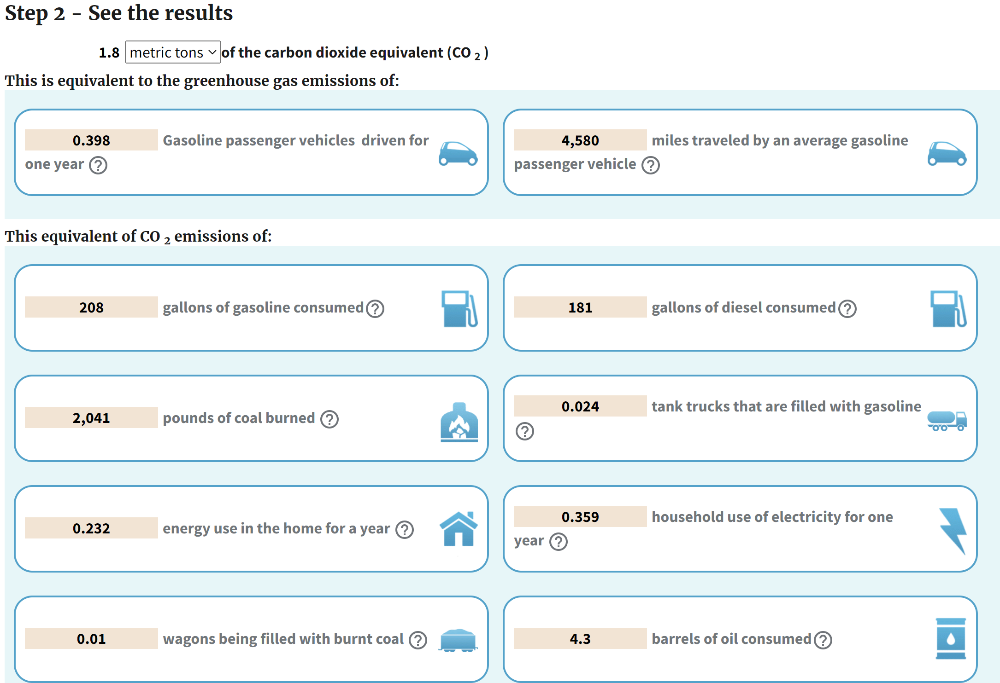 Step 2 - See the results
1.8 metric tons of the carbon dioxide equivalent (CO 2 )
This is equivalent to the greenhouse gas emissions of:
0.398 Gasoline passenger vehicles driven for
one year ?
4,580 miles traveled by an average gasoline
passenger vehicle ?
This equivalent of CO 2 emissions of:
208 gallons of gasoline consumed ?
181 gallons of diesel consumed ?
2,041 pounds of coal burned ?
0.024 tank trucks that are filled with gasoline
?
0.232 energy use in the home for a year ?
0.359 household use of electricity for one
year ?
0.01 wagons being filled with burnt coal ?
4.3 barrels of oil consumed ?